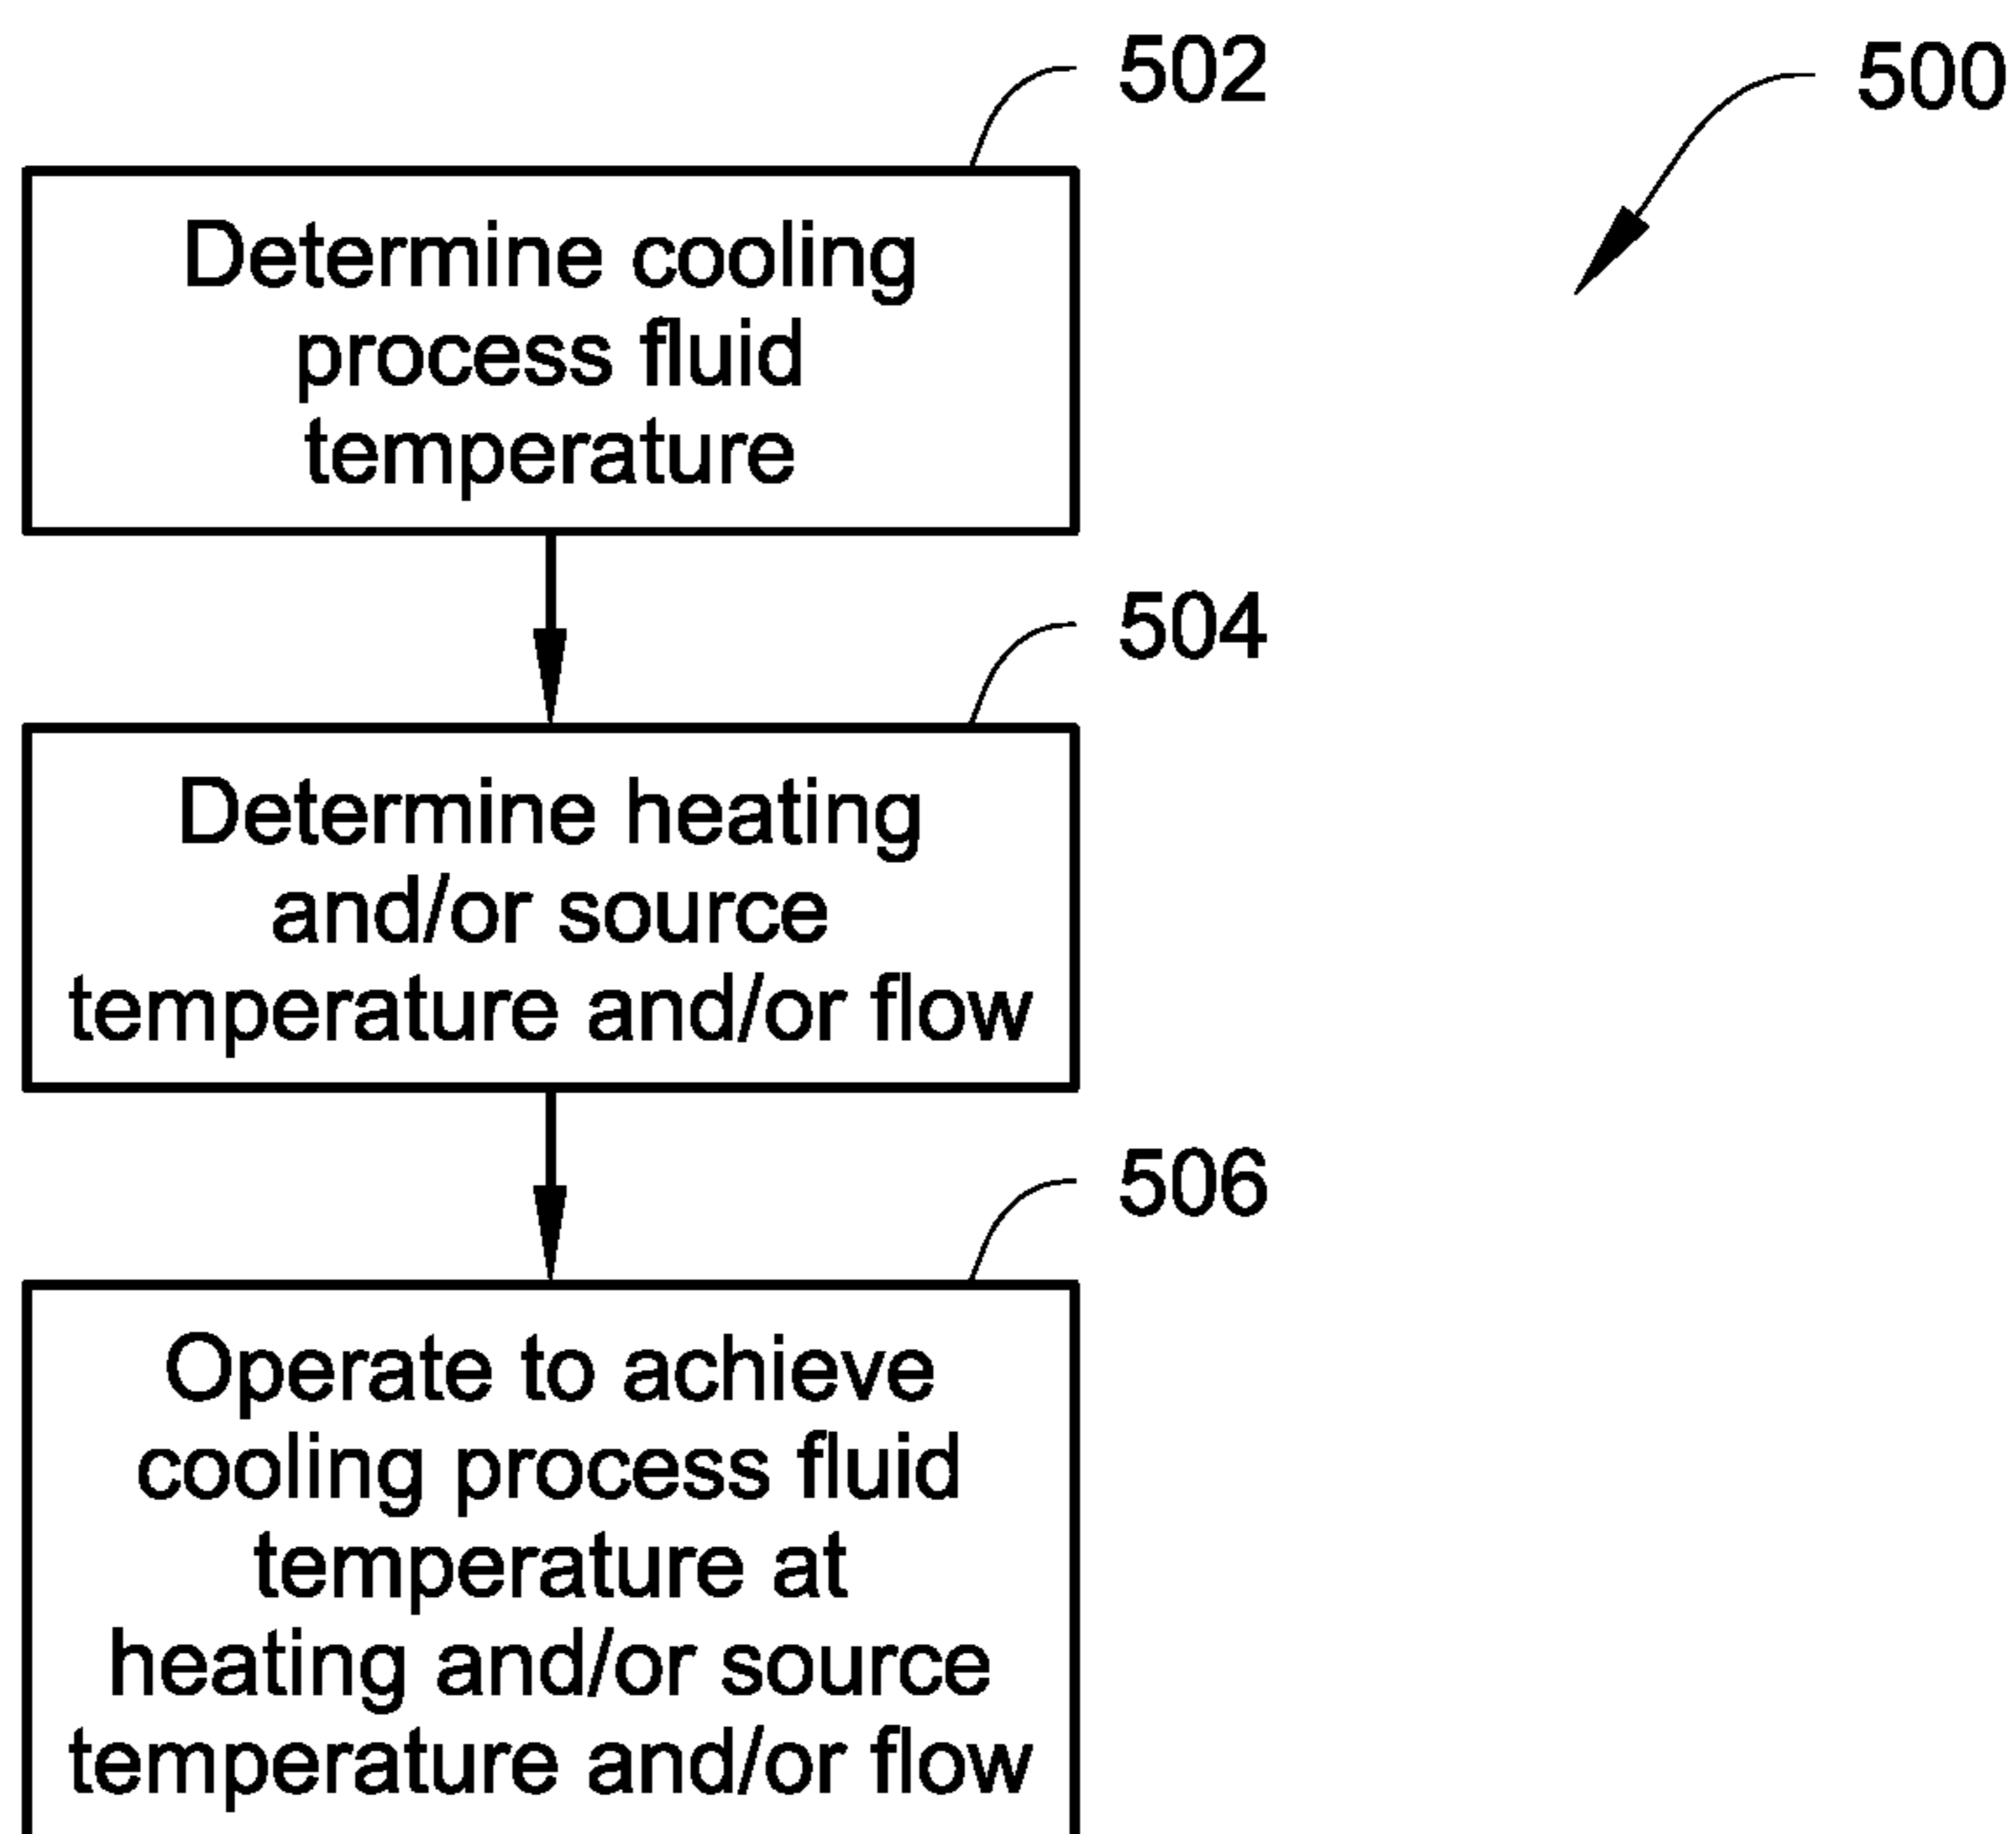 502
500
Determine cooling
process fluid
temperature
504
Determine heating
and/or source
temperature and/or flow
506
Operate to achieve
cooling process fluid
temperature at
heating and/or source
temperature and/or flow